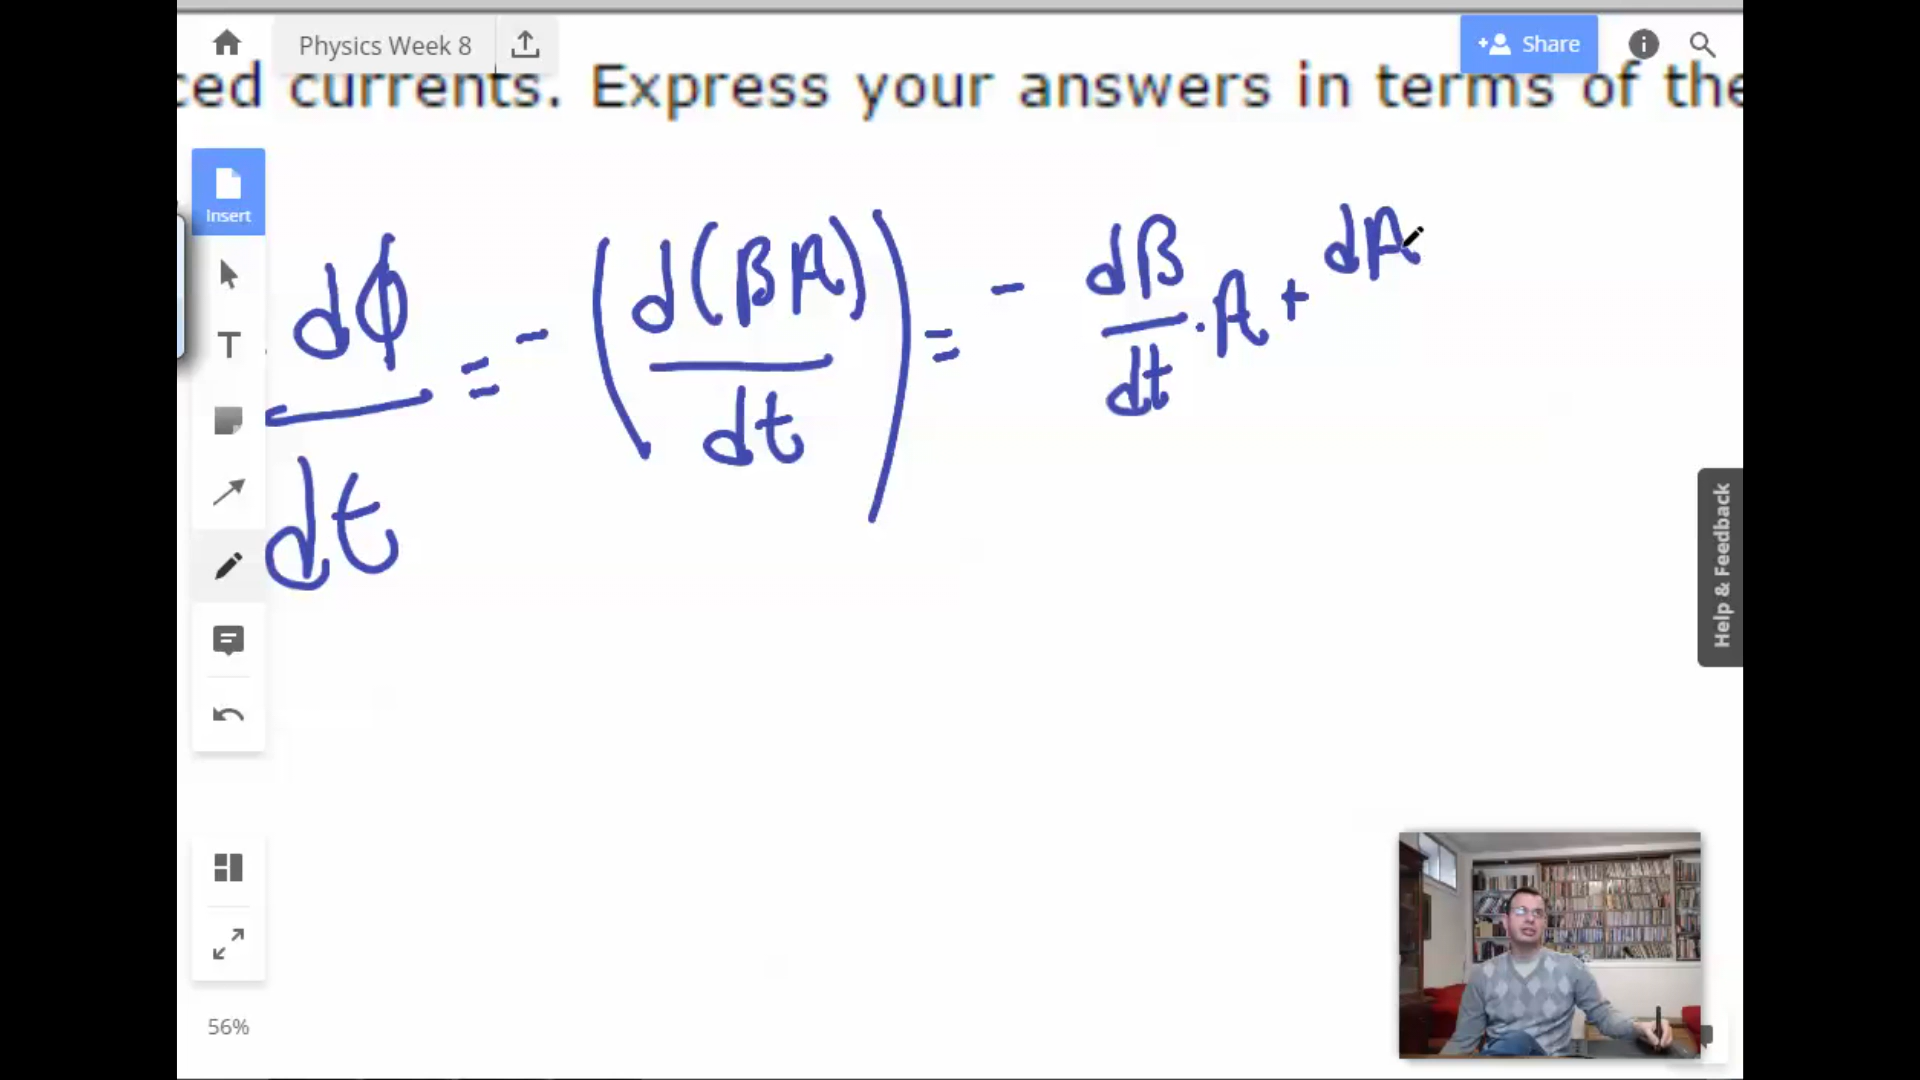 Physics Week 8
Share
ced currents. Express your answers in terms of the
Insert
T
dϕ/dt = - (d(BA)/dt) = - dB/dt · A + dA
Help & Feedback
56%